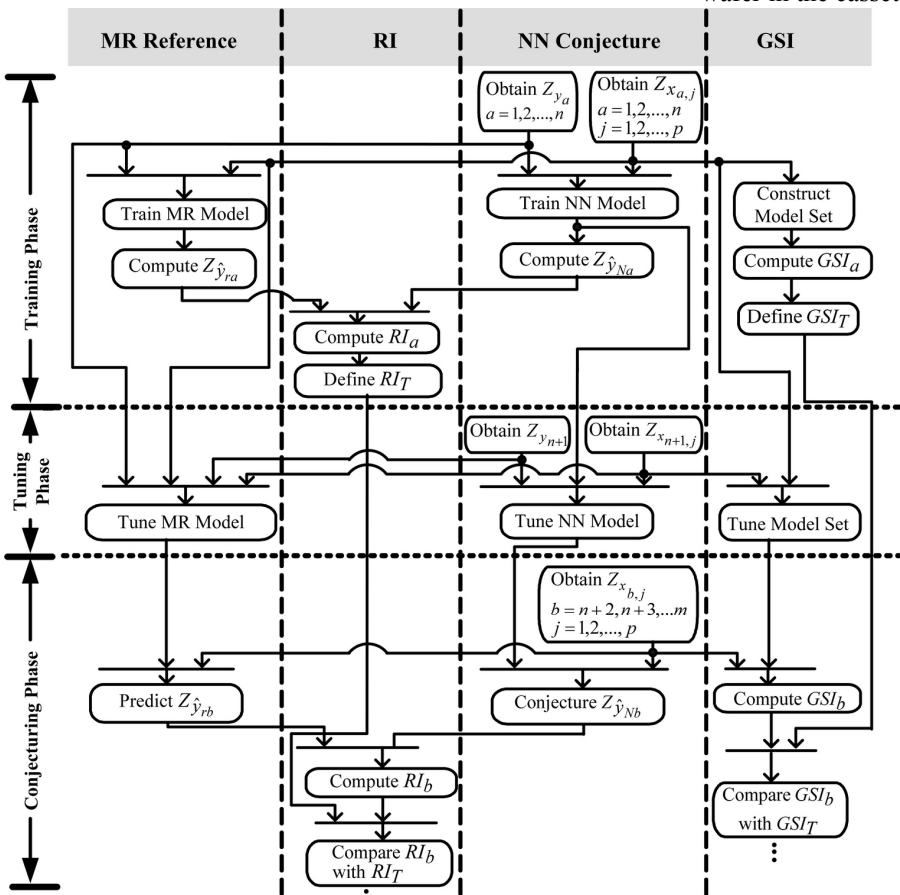 wafer in the casset
MR Reference
RI
NN Conjecture
GSI
Training Phase
Obtain Z_{y_a}
a = 1,2,...,n
Obtain Z_{x_{a,j}}
a = 1,2,...,n
j = 1,2,..., p
Train MR Model
Train NN Model
Construct
Model Set
Compute Z_{ŷ_{ra}}
Compute Z_{ŷ_{Na}}
Compute GSI_a
Define GSI_T
Compute RI_a
Define RI_T
Tuning
Phase
Obtain Z_{y_{n+1}}
Obtain Z_{x_{n+1,j}}
Tune MR Model
Tune NN Model
Tune Model Set
Conjecturing Phase
Obtain Z_{x_{b,j}}
b = n + 2, n + 3,...m
j = 1,2,..., p
Predict Z_{ŷ_{rb}}
Conjecture Z_{ŷ_{Nb}}
Compute GSI_b
Compute RI_b
Compare GSI_b
with GSI_T
⋮
Compare RI_b
with RI_T